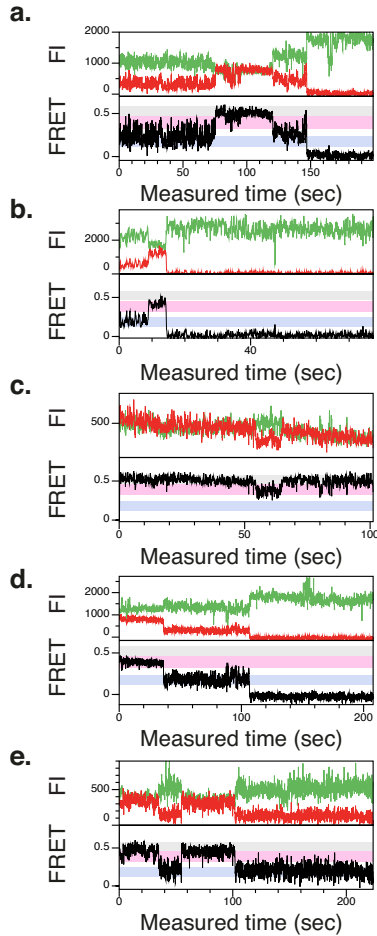 a.
2000
FI
1000
0
FRET
0.5
0
0 50 100 150
Measured time (sec)
b.
FI
2000
FRET
0.5
0
0 40
Measured time (sec)
c.
FI
500
FRET
0.5
0
0 50 101
Measured time (sec)
d.
2000
FI
1000
0
FRET
0.5
0
0 100 200
Measured time (sec)
e.
FI
500
0
FRET
0.5
0
0 100 200
Measured time (sec)